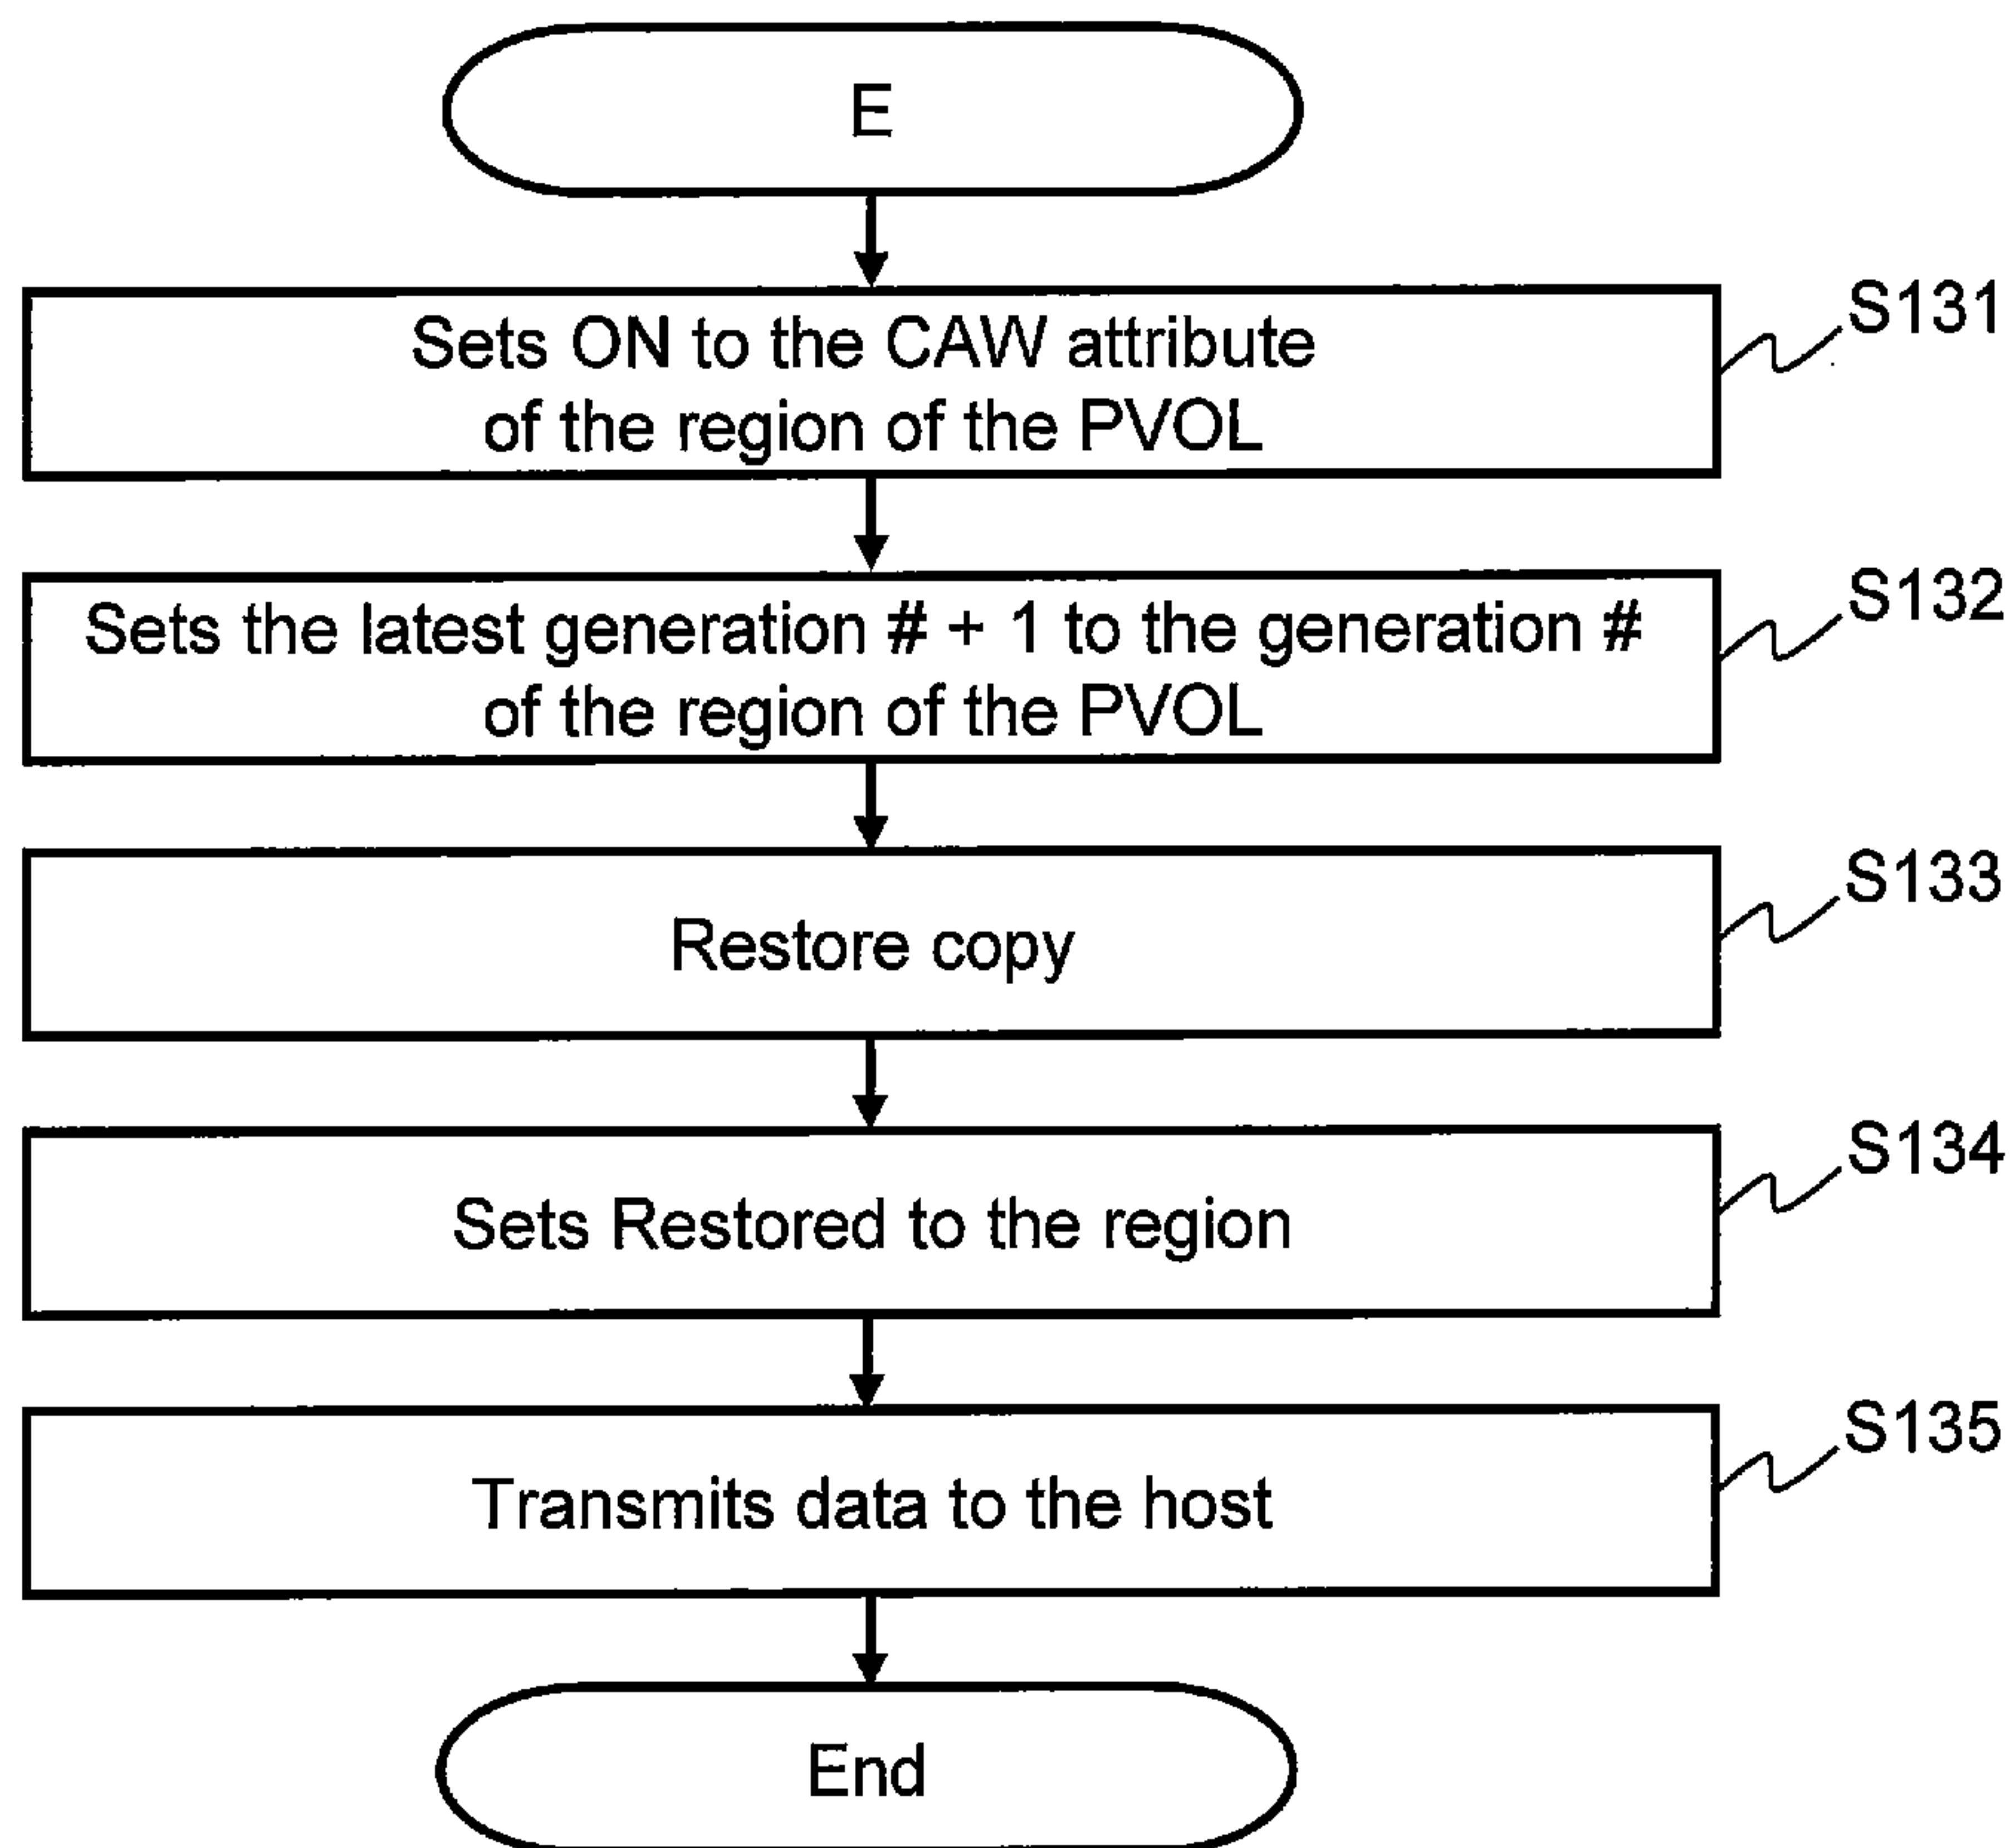 E
Sets ON to the CAW attribute
of the region of the PVOL
S131
Sets the latest generation # + 1 to the generation #
of the region of the PVOL
S132
Restore copy
S133
Sets Restored to the region
S134
Transmits data to the host
S135
End